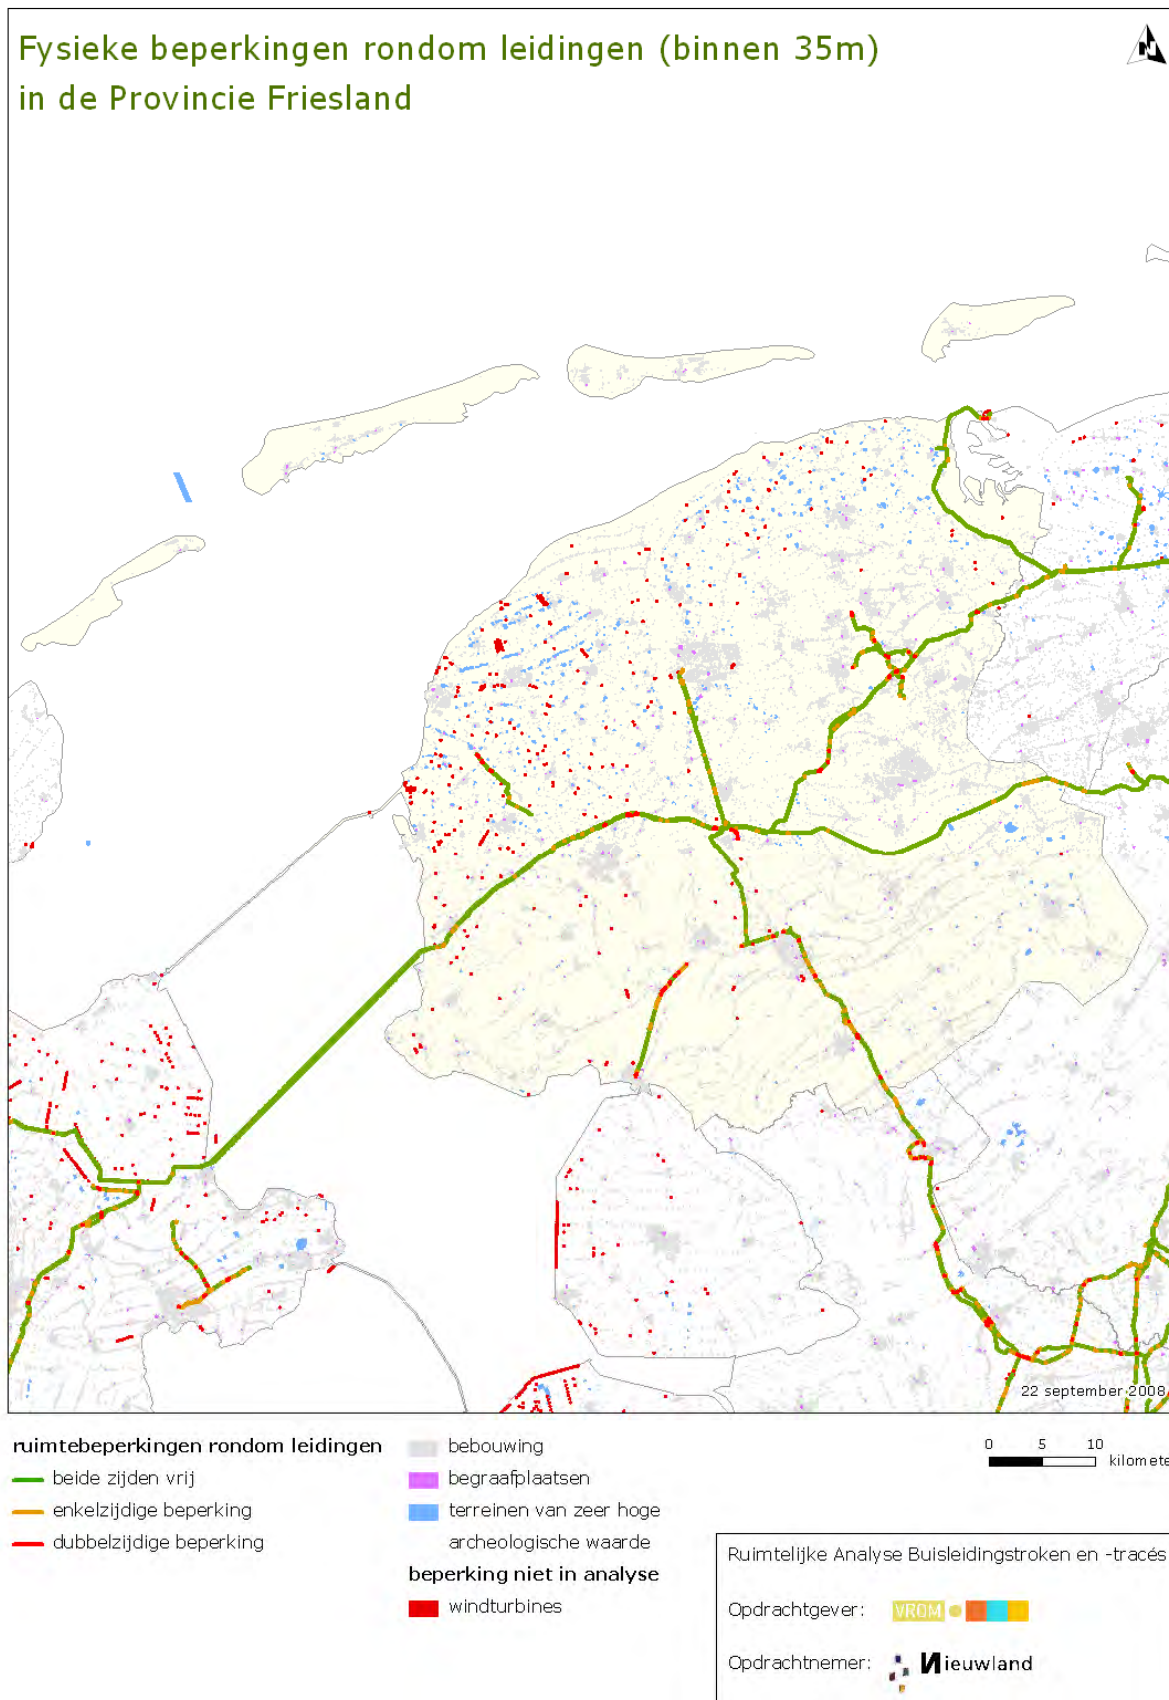 Fysieke beperkingen rondom leidingen (binnen 35m)
in de Provincie Friesland
N
22 september 2008
ruimtebeperkingen rondom leidingen
beide zijden vrij
enkelzijdige beperking
dubbelzijdige beperking
bebouwing
begraafplaatsen
terreinen van zeer hoge
archeologische waarde
beperking niet in analyse
windturbines
0 5 10
kilomete
Ruimtelijke Analyse Buisleidingstroken en -tracés
Opdrachtgever: VROM
Opdrachtnemer: Nieuwland